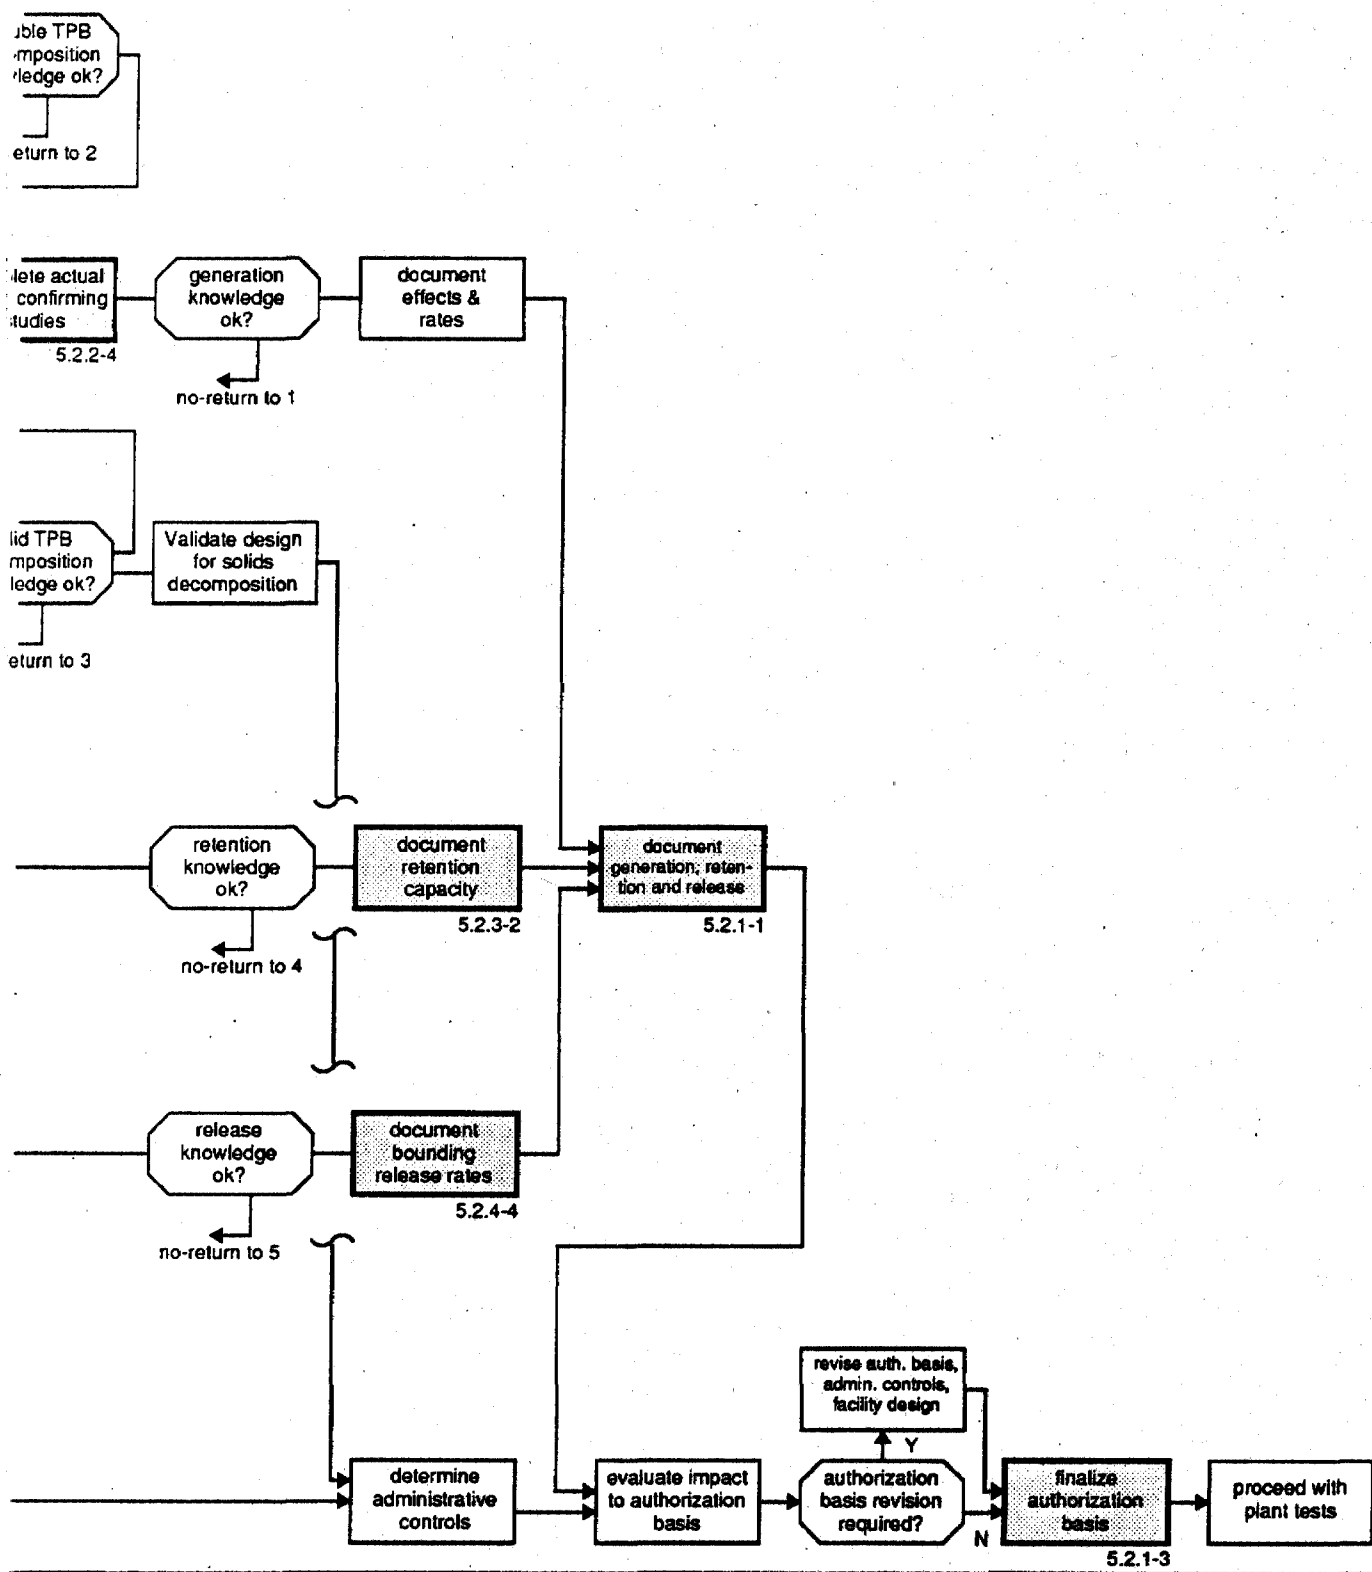 uble TPB
mposition
ledge ok?
eturn to 2
lete actual
confirming
tudies
5.2.2-4
generation
knowledge
ok?
no-return to 1
document
effects &
rates
lid TPB
mposition
ledge ok?
eturn to 3
Validate design
for solids
decomposition
retention
knowledge
ok?
no-return to 4
document
retention
capacity
5.2.3-2
document
generation, reten-
tion and release
5.2.1-1
release
knowledge
ok?
no-return to 5
document
bounding
release rates
5.2.4-4
revise auth. basis,
admin. controls,
facility design
Y
determine
administrative
controls
evaluate impact
to authorization
basis
authorization
basis revision
required?
N
finalize
authorization
basis
5.2.1-3
proceed with
plant tests